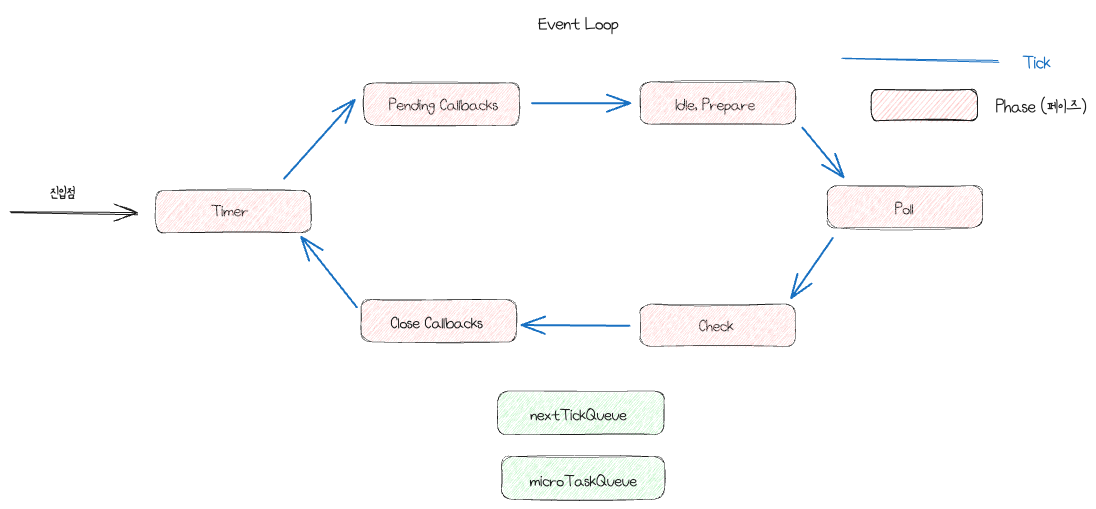 Event Loop
Tick
Pending Callbacks
Idle, Prepare
Phase (페이즈)
진입점
Timer
Poll
Close Callbacks
Check
nextTickQueue
microTaskQueue